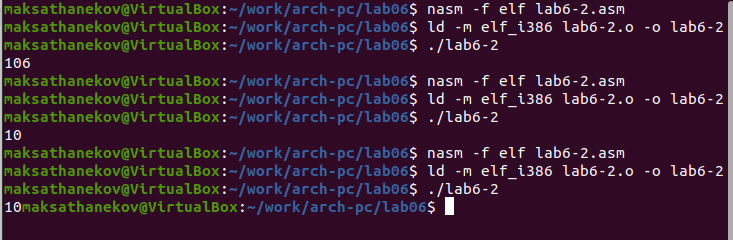 maksathanekov@VirtualBox:~/work/arch-pc/lab06$ nasm -f elf lab6-2.asm
maksathanekov@VirtualBox:~/work/arch-pc/lab06$ ld -m elf_i386 lab6-2.o -o lab6-2
maksathanekov@VirtualBox:~/work/arch-pc/lab06$ ./lab6-2
106
maksathanekov@VirtualBox:~/work/arch-pc/lab06$ nasm -f elf lab6-2.asm
maksathanekov@VirtualBox:~/work/arch-pc/lab06$ ld -m elf_i386 lab6-2.o -o lab6-2
maksathanekov@VirtualBox:~/work/arch-pc/lab06$ ./lab6-2
10
maksathanekov@VirtualBox:~/work/arch-pc/lab06$ nasm -f elf lab6-2.asm
maksathanekov@VirtualBox:~/work/arch-pc/lab06$ ld -m elf_i386 lab6-2.o -o lab6-2
maksathanekov@VirtualBox:~/work/arch-pc/lab06$ ./lab6-2
10maksathanekov@VirtualBox:~/work/arch-pc/lab06$